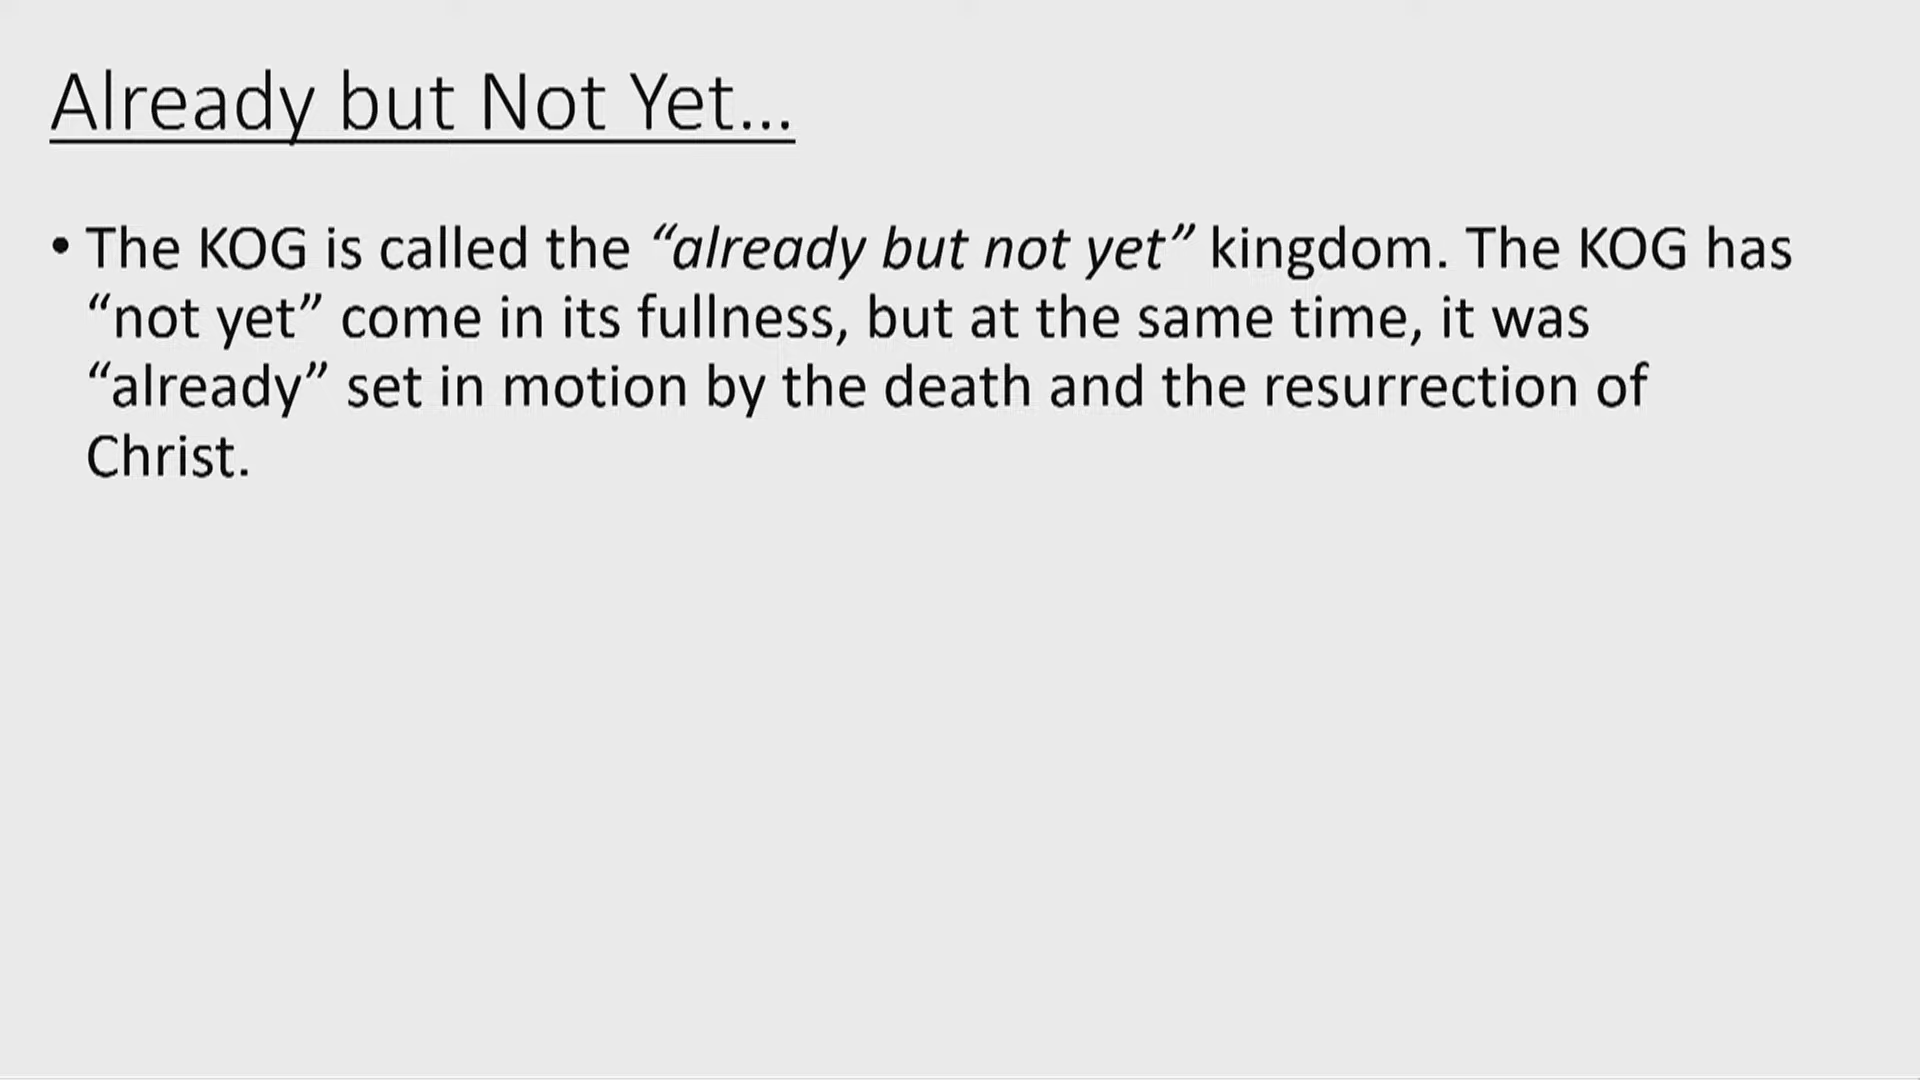 Already but Not Yet...
• The KOG is called the “already but not yet” kingdom. The KOG has
“not yet” come in its fullness, but at the same time, it was
“already” set in motion by the death and the resurrection of
Christ.